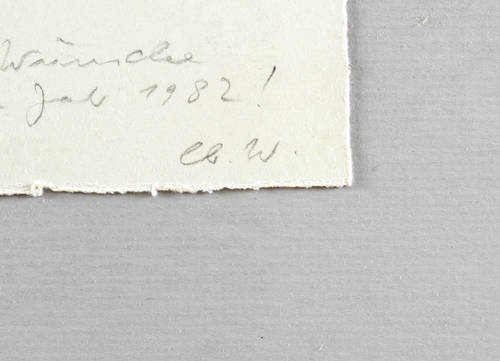 Wünsche
Jahr 1982!
Ch. W.